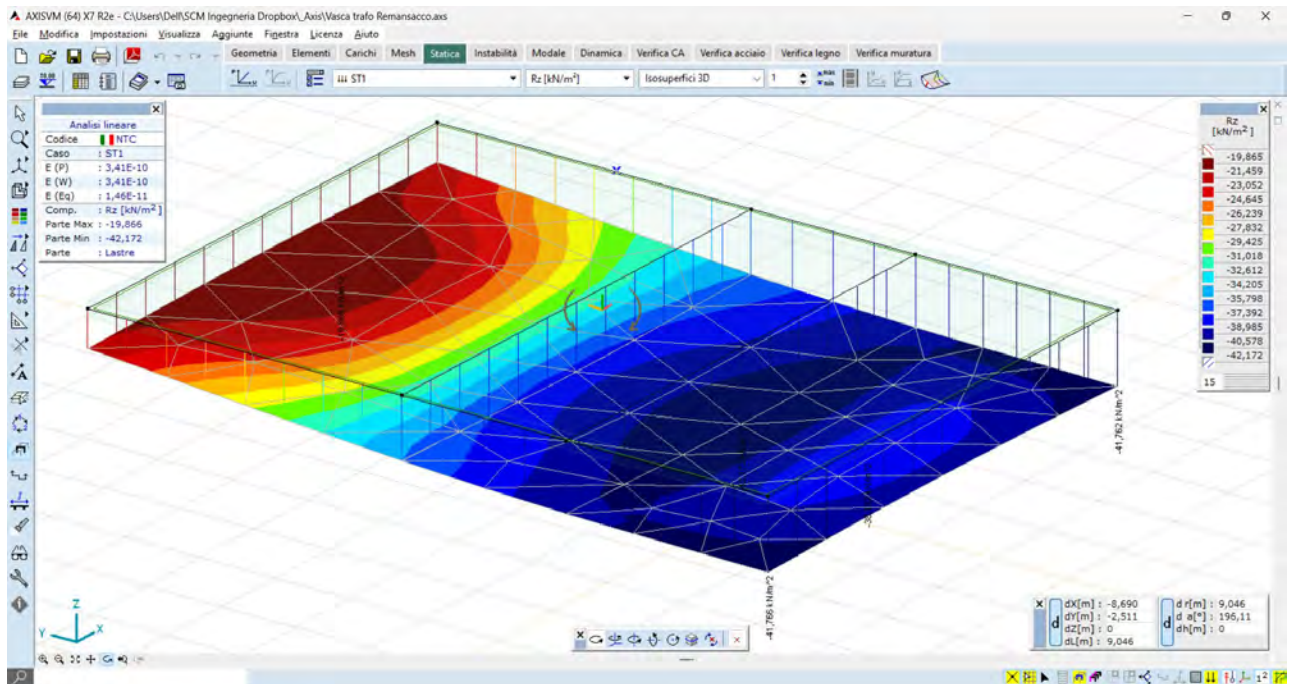 AXISVM (64) X7 R2e - C:\Users\Dell\SCM Ingegneria Dropbox\_Axis\Vasca trafo Remansacco.axs
File Modifica Impostazioni Visualizza Aggiunte Finestra Licenza Aiuto
Geometria Elementi Carichi Mesh Statica Instabilità Modale Dinamica Verifica CA Verifica acciaio Verifica legno Verifica muratura
ST1 Rz [kN/m²] Isosuperfici 3D 1
Analisi lineare
Codice NTC
Caso : ST1
E (P) : 3,41E-10
E (W) : 3,41E-10
E (Eq) : 1,46E-11
Comp. : Rz [kN/m²]
Parte Max : -19,866
Parte Min : -42,172
Parte : Lastre
Rz
[kN/m²]
-19,865
-21,459
-23,052
-24,645
-26,239
-27,832
-29,425
-31,018
-32,612
-34,205
-35,798
-37,392
-38,985
-40,578
-42,172
15
-41,762 kN/m^2
-41,766 kN/m^2
Z
Y
X
dX[m] : -8,690
dY[m] : -2,511
dZ[m] : 0
dL[m] : 9,046
d
d r[m] : 9,046
d a[°] : 196,11
dh[m] : 0
d